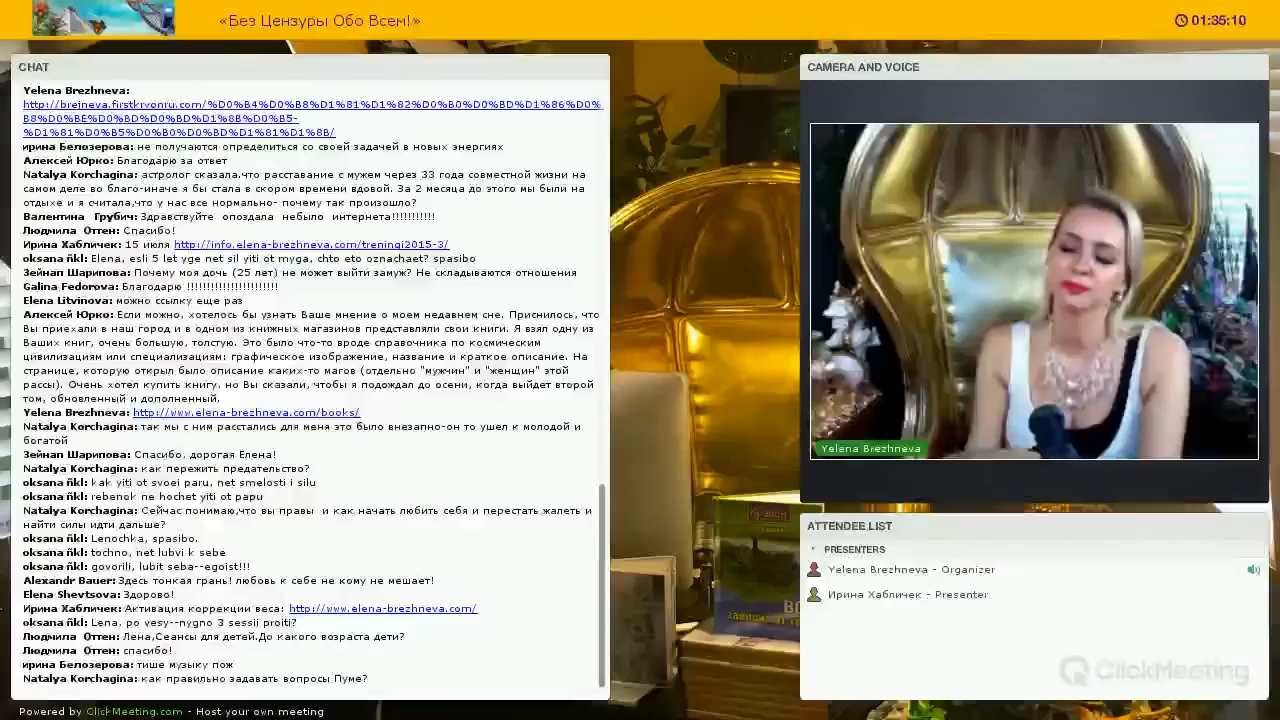 «Без Цензуры Обо Всем!»
01:35:10
CHAT
Yelena Brezhneva:
http://brejneva.firstkrvonru.com/%D0%B4%D0%B8%D1%81%D1%82%D0%B0%D0%BD%D1%86%D0%
B8%D0%BE%D0%BD%D0%BD%D1%8B%D0%B5-
%D1%81%D0%B5%D0%B0%D0%BD%D1%81%D1%8B/
ирина Белозерова: не получаются определиться со своей задачей в новых энергиях
Алексей Юрко: Благодарю за ответ
Natalya Korchagina: астролог сказала.что расставание с мужем через 33 года совместной жизни на
самом деле во благо-иначе я бы стала в скором времени вдовой. За 2 месяца до этого мы были на
отдыхе и я считала,что у нас все нормально- почему так произошло?
Валентина Грубич: Здравствуйте опоздала небыло интернета!!!!!!!!!!!
Людмила Оттен: Спасибо!
Ирина Хабличек: 15 июля http://info.elena-brezhneva.com/treningi2015-3/
oksana ñkl: Elena, esli 5 let yge net sil yiti ot myga, chto eto oznachaet? spasibo
Зейнап Шарипова: Почему моя дочь (25 лет) не может выйти замуж? Не складываются отношения
Galina Fedorova: Благодарю !!!!!!!!!!!!!!!!!!!!!!!
Elena Litvinova: можно ссылку еще раз
Алексей Юрко: Если можно, хотелось бы узнать Ваше мнение о моем недавнем сне. Приснилось, что
Вы приехали в наш город и в одном из книжных магазинов представляли свои книги. Я взял одну из
Ваших книг, очень большую, толстую. Это было что-то вроде справочника по космическим
цивилизациям или специализациям: графическое изображение, название и краткое описание. На
странице, которую открыл было описание каких-то магов (отдельно "мужчин" и "женщин" этой
рассы). Очень хотел купить книгу. но Вы сказали, чтобы я подождал до осени, когда выйдет второй
том, обновленный и дополненный.
Yelena Brezhneva: http://www.elena-brezhneva.com/books/
Natalya Korchagina: так мы с ним расстались для меня это было внезапно-он то ушел к молодой и
богатой
Зейнап Шарипова: Спасибо, дорогая Елена!
Natalya Korchagina: как пережить предательство?
oksana ñkl: kak yiti ot svoei paru, net smelosti i silu
oksana ñkl: rebenok ne hochet yiti ot papu
Natalya Korchagina: Сейчас понимаю,что вы правы и как начать любить себя и перестать жалеть и
найти силы идти дальше?
oksana ñkl: Lenochka, spasibo.
oksana ñkl: tochno, net lubvi k sebe
oksana ñkl: govorili, lubit seba--egoist!!!
Alexandr Bauer: Здесь тонкая грань! любовь к себе не кому не мешает!
Elena Shevtsova: Здорово!
Ирина Хабличек: Активация коррекции веса: http://www.elena-brezhneva.com/
oksana ñkl: Lena, po vesy--nygno 3 sessii proiti?
Людмила Оттен: Лена,Сеансы для детей.До какого возраста дети?
Людмила Оттен: спасибо!
ирина Белозерова: тише музыку пож
Natalya Korchagina: как правильно задавать вопросы Пуме?
Powered by ClickMeeting.com - Host your own meeting
CAMERA AND VOICE
Yelena Brezhneva
ATTENDEE LIST
PRESENTERS
Yelena Brezhneva - Organizer
Ирина Хабличек - Presenter
ClickMeeting